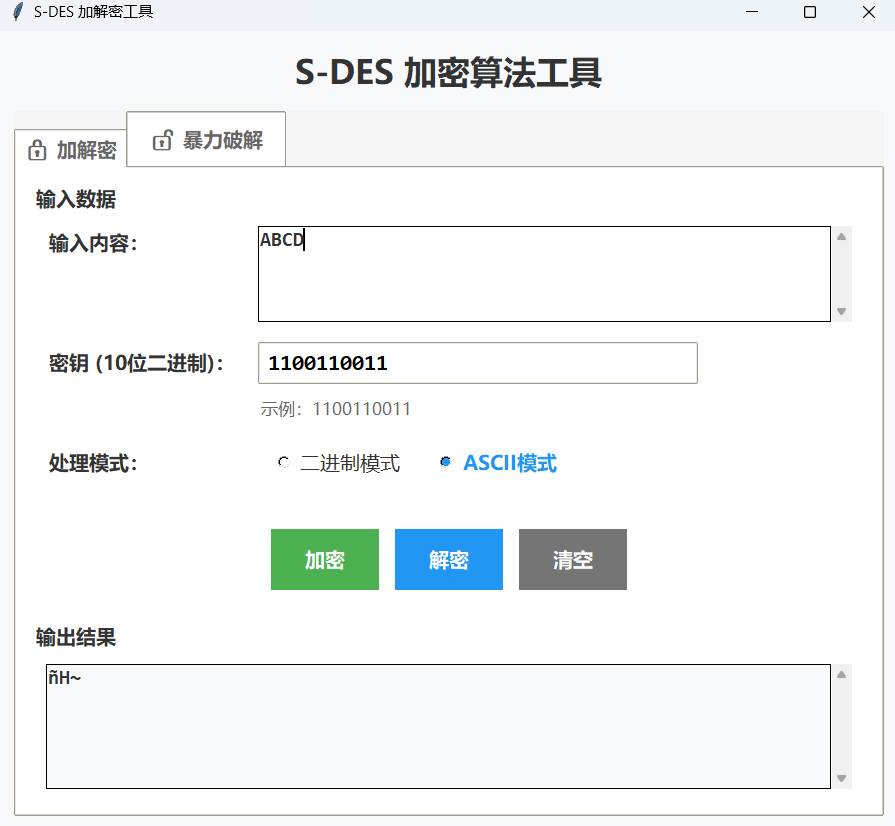 S-DES 加解密工具
S-DES 加密算法工具
加解密
暴力破解
输入数据
输入内容：
ABCD
密钥 (10位二进制)：
1100110011
示例：1100110011
处理模式：
二进制模式
ASCII模式
加密
解密
清空
输出结果
ñH~